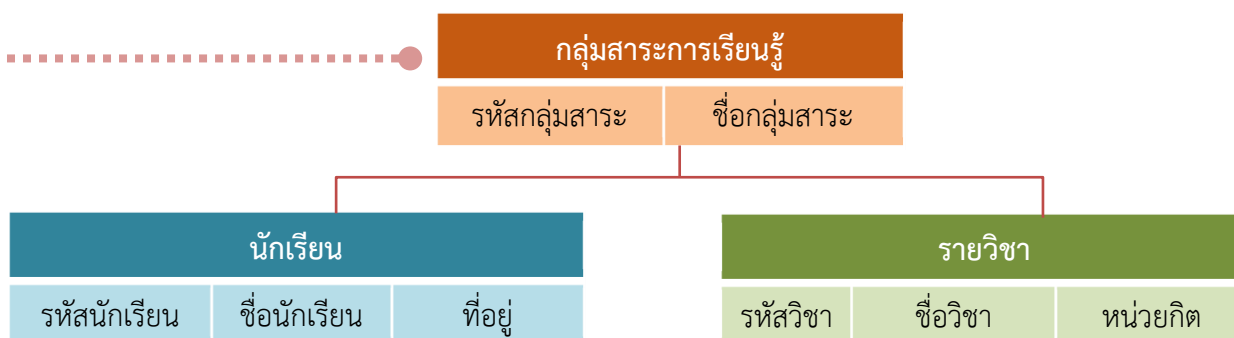 กลุ่มสาระการเรียนรู้
รหัสกลุ่มสาระ ชื่อกลุ่มสาระ
นักเรียน รายวิชา
รหัสนักเรียน ชื่อนักเรียน ที่อยู่ รหัสวิชา ชื่อวิชา หน่วยกิต